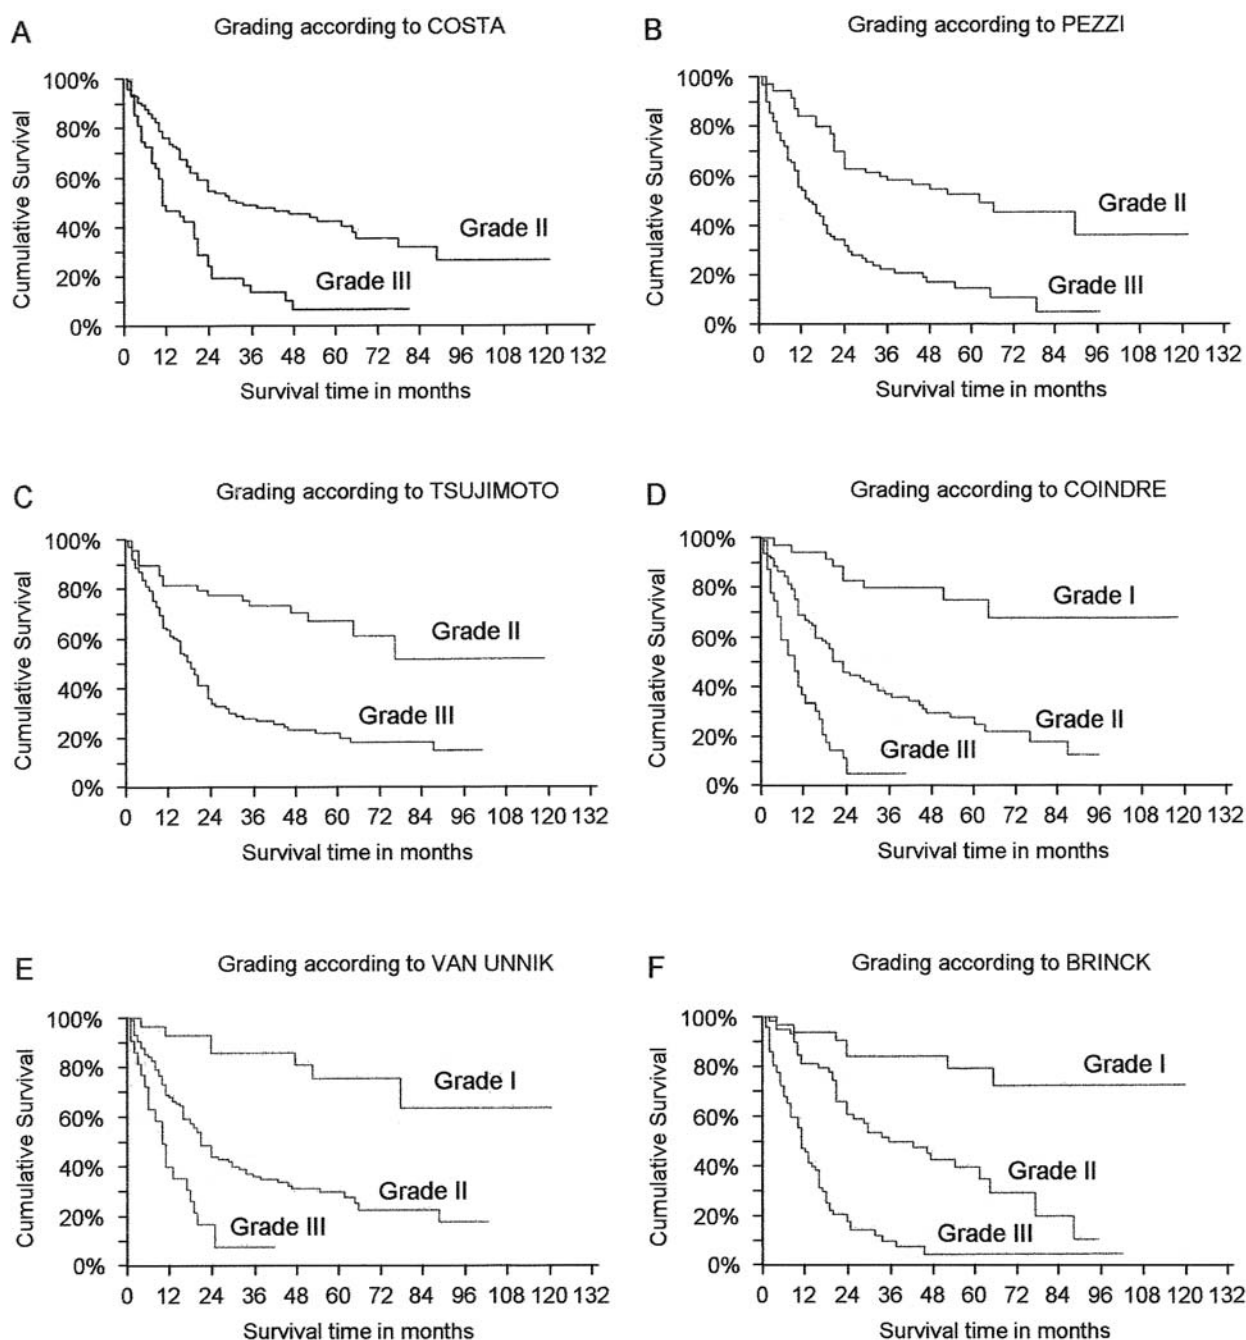 A
Grading according to COSTA
100%
80%
60%
40%
20%
0%
Cumulative Survival
Grade II
Grade III
0 12 24 36 48 60 72 84 96 108 120 132
Survival time in months
B
Grading according to PEZZI
100%
80%
60%
40%
20%
0%
Cumulative Survival
Grade II
Grade III
0 12 24 36 48 60 72 84 96 108 120 132
Survival time in months
C
Grading according to TSUJIMOTO
100%
80%
60%
40%
20%
0%
Cumulative Survival
Grade II
Grade III
0 12 24 36 48 60 72 84 96 108 120 132
Survival time in months
D
Grading according to COINDRE
100%
80%
60%
40%
20%
0%
Cumulative Survival
Grade I
Grade II
Grade III
0 12 24 36 48 60 72 84 96 108 120 132
Survival time in months
E
Grading according to VAN UNNIK
100%
80%
60%
40%
20%
0%
Cumulative Survival
Grade I
Grade II
Grade III
0 12 24 36 48 60 72 84 96 108 120 132
Survival time in months
F
Grading according to BRINCK
100%
80%
60%
40%
20%
0%
Cumulative Survival
Grade I
Grade II
Grade III
0 12 24 36 48 60 72 84 96 108 120 132
Survival time in months